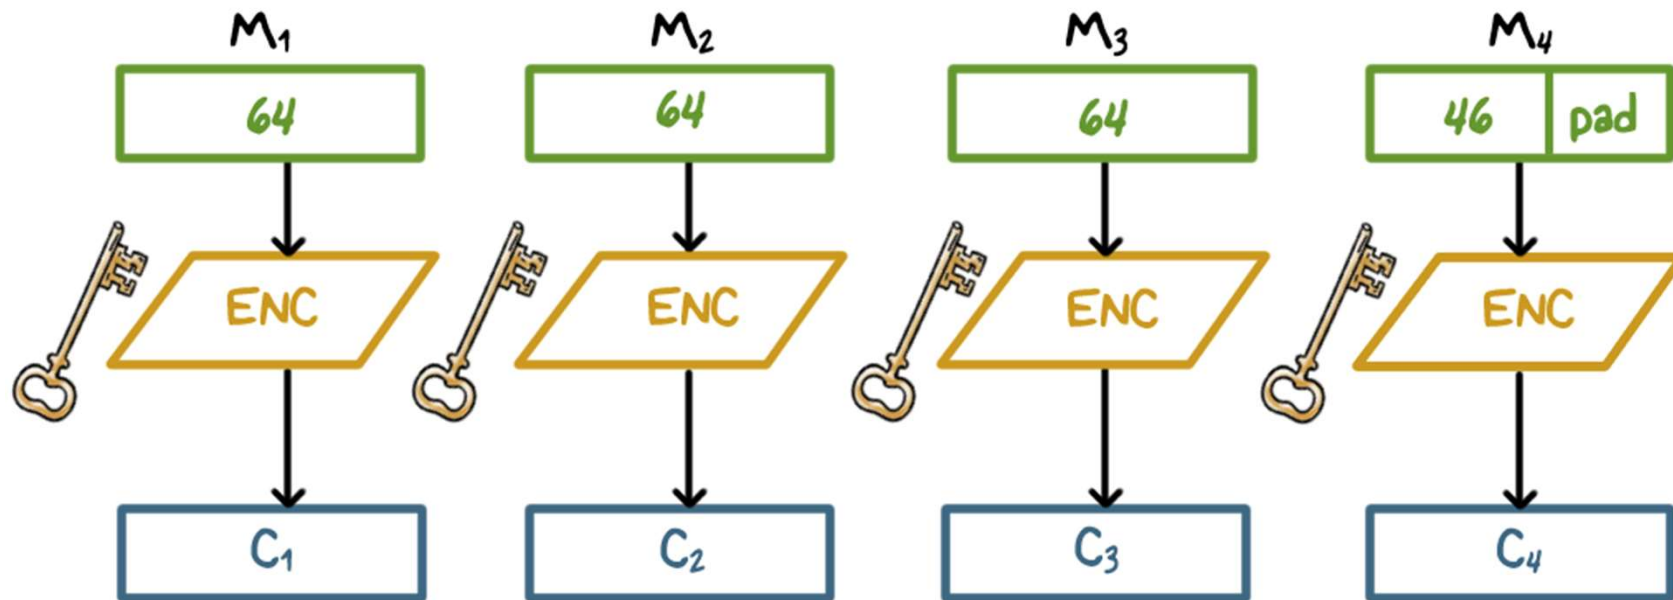 M₁ M₂ M₃ M₄
64 64 64 46 pad
ENC ENC ENC ENC
C₁ C₂ C₃ C₄